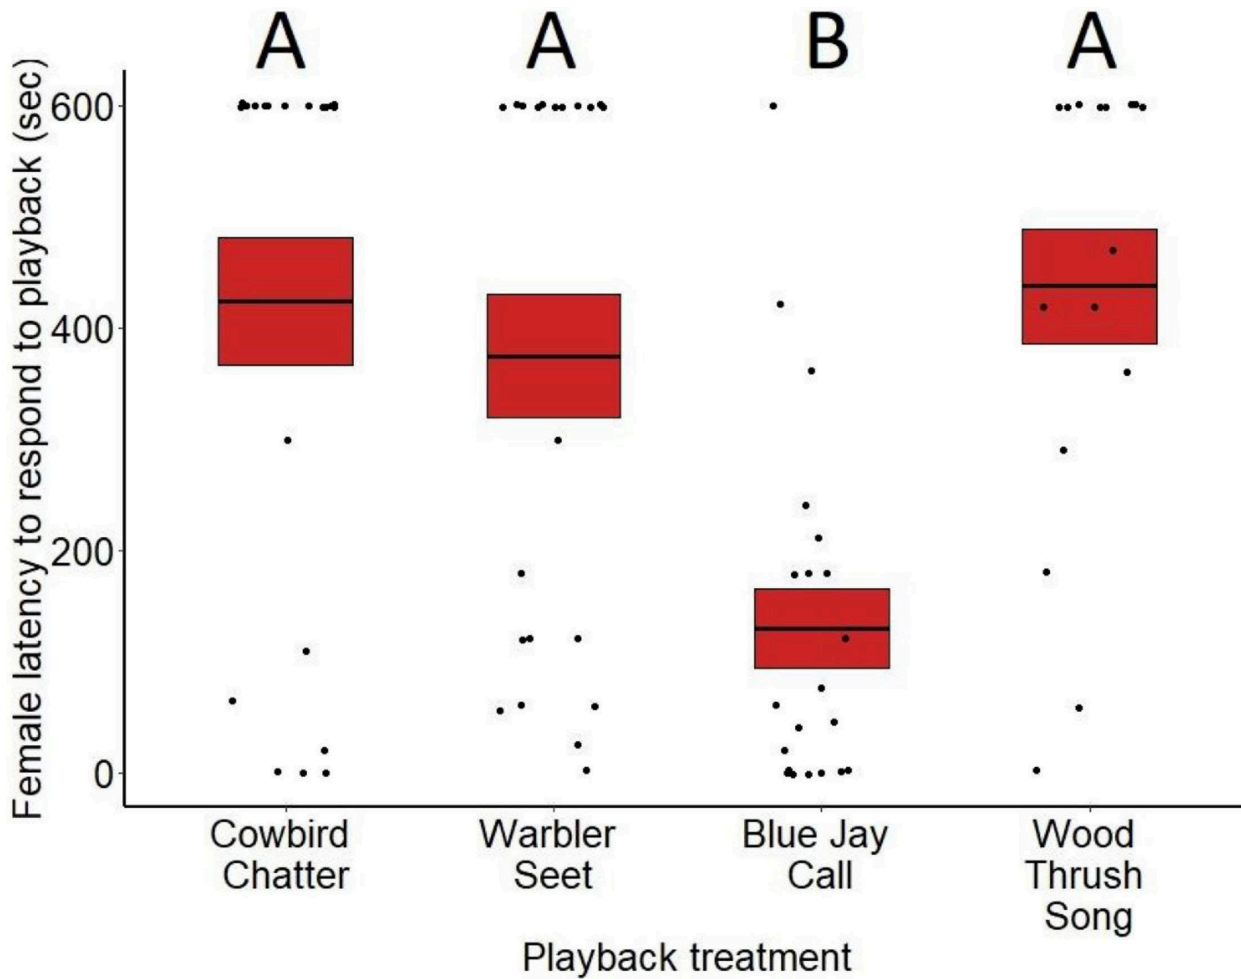 A A B A
Female latency to respond to playback (sec)
600
400
200
0
Cowbird Chatter
Warbler Seet
Blue Jay Call
Wood Thrush Song
Playback treatment